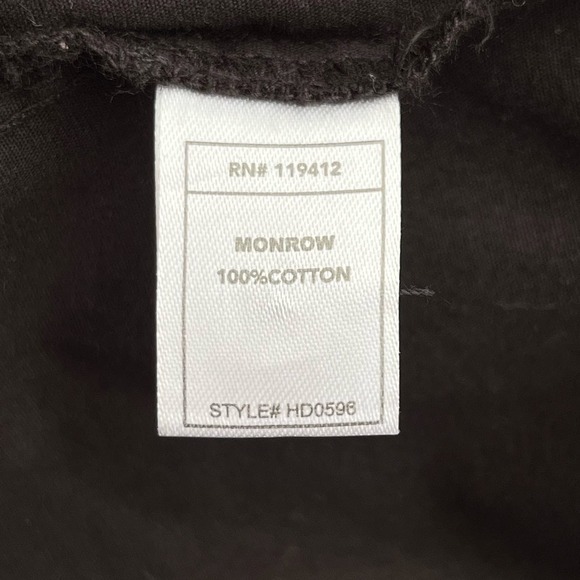 RN# 119412
MONROW
100%COTTON
STYLE# HD0596